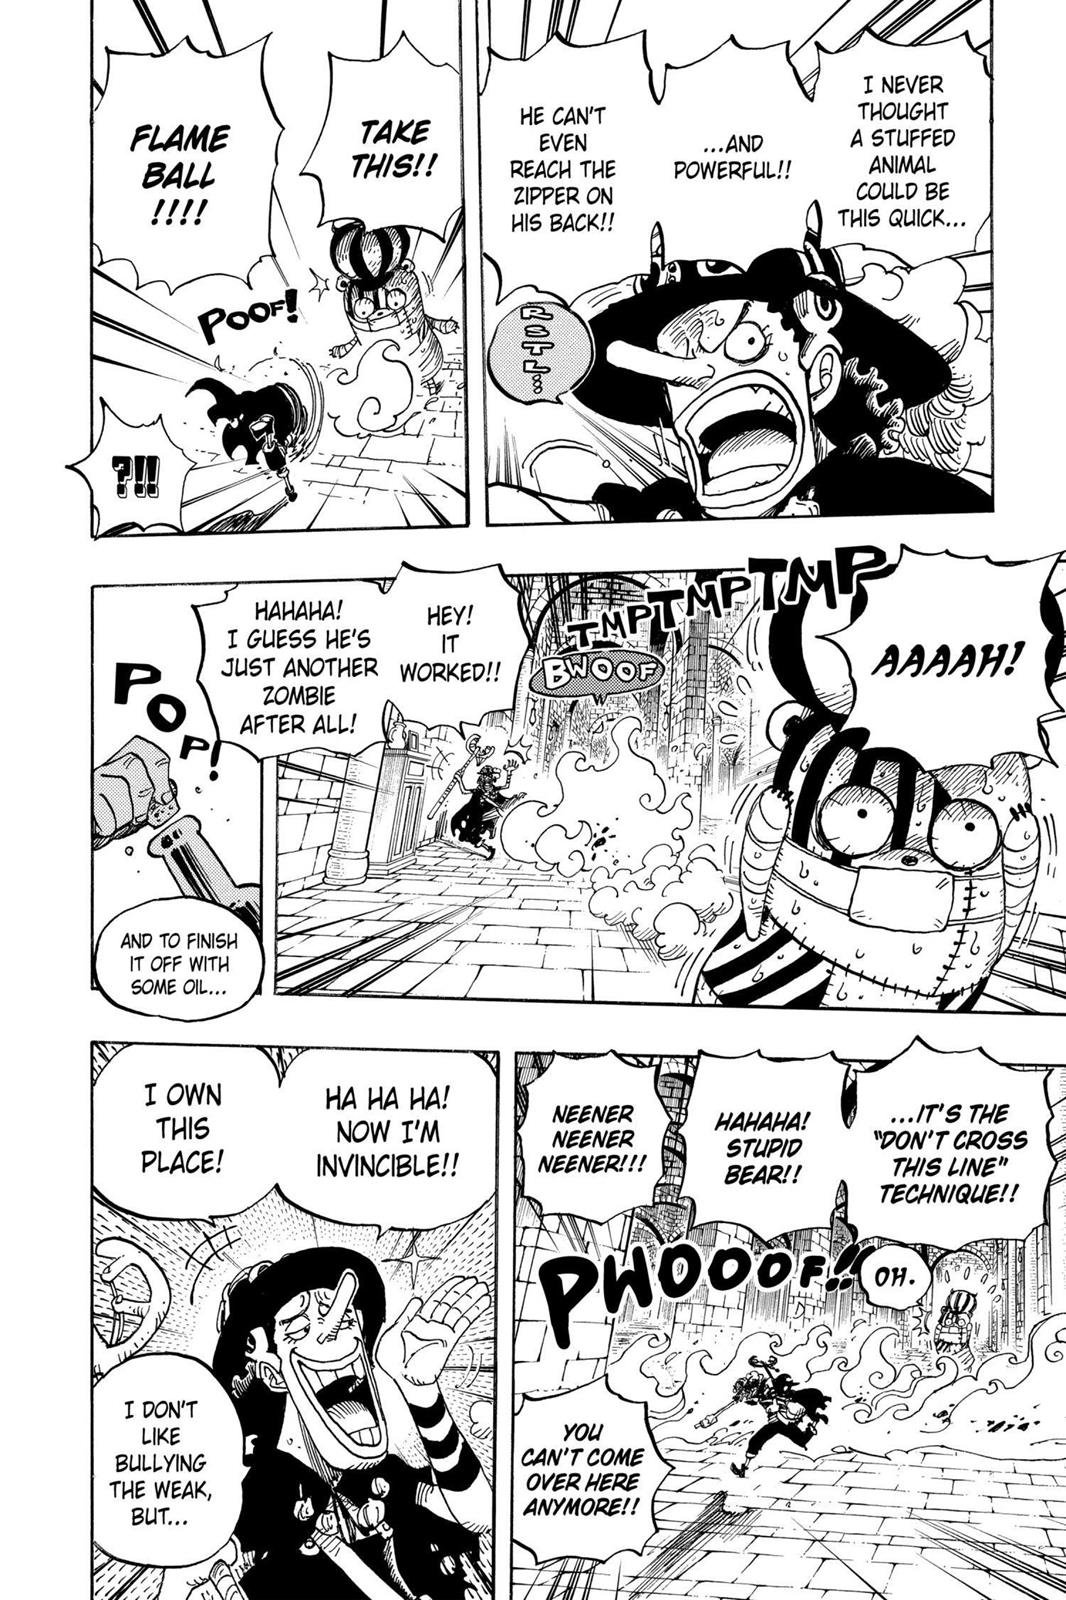 I NEVER
THOUGHT
A STUFFED
ANIMAL
COULD BE
THIS QUICK...
...AND
POWERFUL!!
HE CAN'T
EVEN
REACH THE
ZIPPER ON
HIS BACK!!
RSTL...
TAKE
THIS!!
FLAME
BALL
!!!!
POOF!
?!!
AAAAH!
TMPTMPTMP
BWOOF
HEY!
IT
WORKED!!
HAHAHA!
I GUESS HE'S
JUST ANOTHER
ZOMBIE
AFTER ALL!
POP!
AND TO FINISH
IT OFF WITH
SOME OIL...
...IT'S THE
"DON'T CROSS
THIS LINE"
TECHNIQUE!!
HAHAHA!
STUPID
BEAR!!
NEENER
NEENER
NEENER!!!
PWOOOF!!
OH.
YOU
CAN'T COME
OVER HERE
ANYMORE!!
HA HA HA!
NOW I'M
INVINCIBLE!!
I OWN
THIS
PLACE!
I DON'T
LIKE
BULLYING
THE WEAK,
BUT...